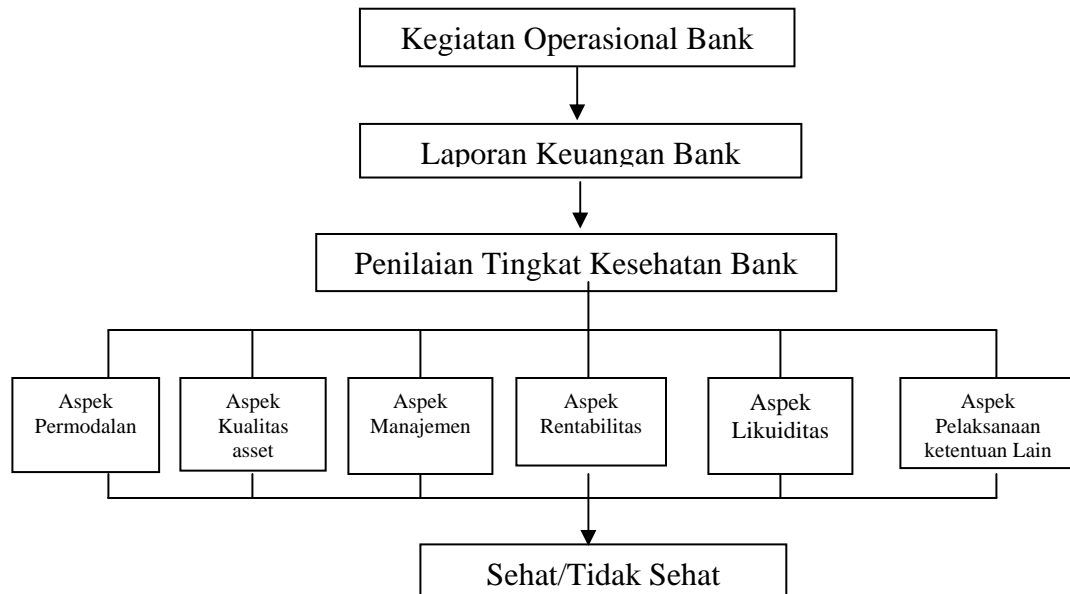 Kegiatan Operasional Bank
Laporan Keuangan Bank
Penilaian Tingkat Kesehatan Bank
Aspek
Permodalan
Aspek
Kualitas
asset
Aspek
Manajemen
Aspek
Rentabilitas
Aspek
Likuiditas
Aspek
Pelaksanaan
ketentuan Lain
Sehat/Tidak Sehat